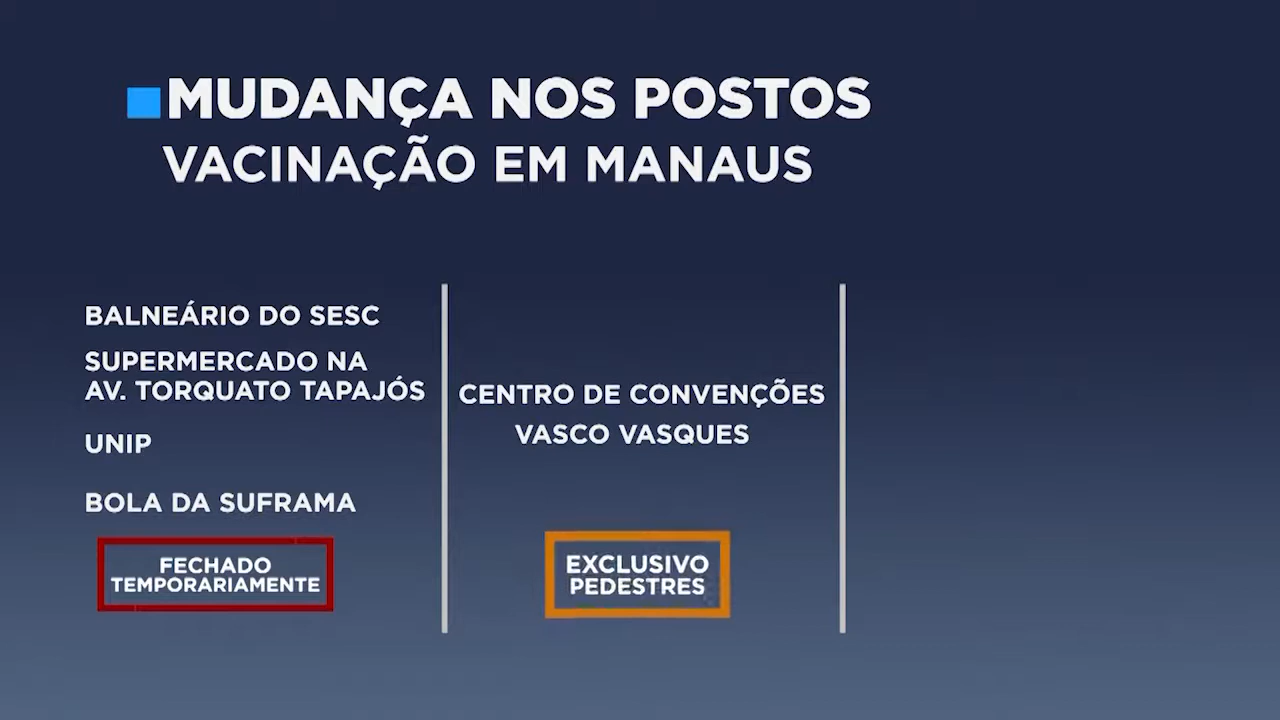 MUDANÇA NOS POSTOS
VACINAÇÃO EM MANAUS
BALNEÁRIO DO SESC
SUPERMERCADO NA
AV. TORQUATO TAPAJÓS
UNIP
BOLA DA SUFRAMA
FECHADO
TEMPORARIAMENTE
CENTRO DE CONVENÇÕES
VASCO VASQUES
EXCLUSIVO
PEDESTRES